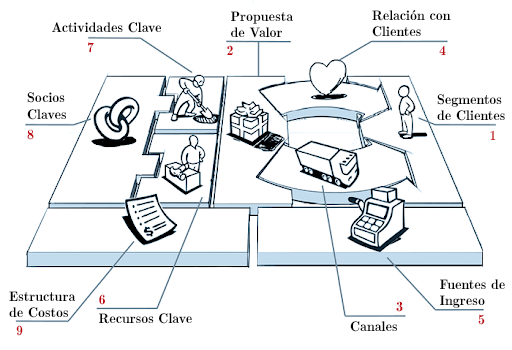 Actividades Clave
7
Propuesta
de Valor
2
Relación con
Clientes
4
Socios
Claves
8
Segmentos
de Clientes
1
Estructura
de Costos
9
6
Recursos Clave
3
Canales
Fuentes de
Ingreso
5
$